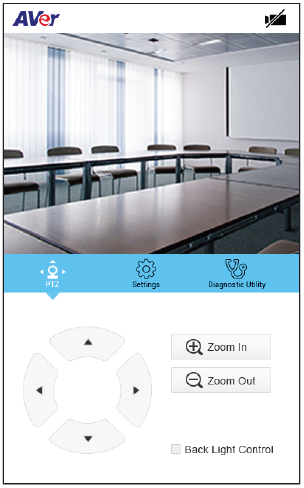 AVer
PTZ
Settings
Diagnostic Utility
Zoom In
Zoom Out
Back Light Control